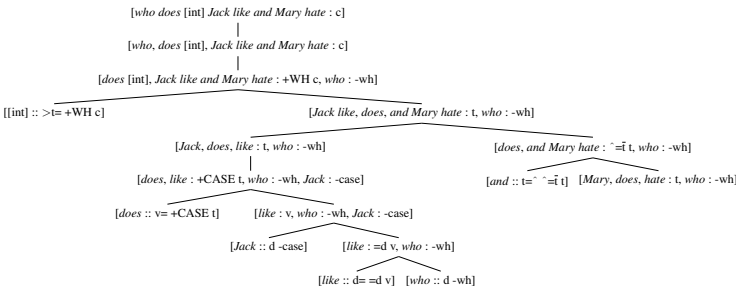 [who does [int] Jack like and Mary hate : c]
[who, does [int], Jack like and Mary hate : c]
[does [int], Jack like and Mary hate : +WH c, who : -wh]
[[int] :: >t= +WH c]
[Jack like, does, and Mary hate : t, who : -wh]
[Jack, does, like : t, who : -wh]
[does, and Mary hate : ^=t̄ t, who : -wh]
[does, like : +CASE t, who : -wh, Jack : -case]
[and :: t=^ ^=t̄ t]
[Mary, does, hate : t, who : -wh]
[does :: v= +CASE t]
[like : v, who : -wh, Jack : -case]
[Jack :: d -case]
[like : =d v, who : -wh]
[like :: d= =d v]
[who :: d -wh]